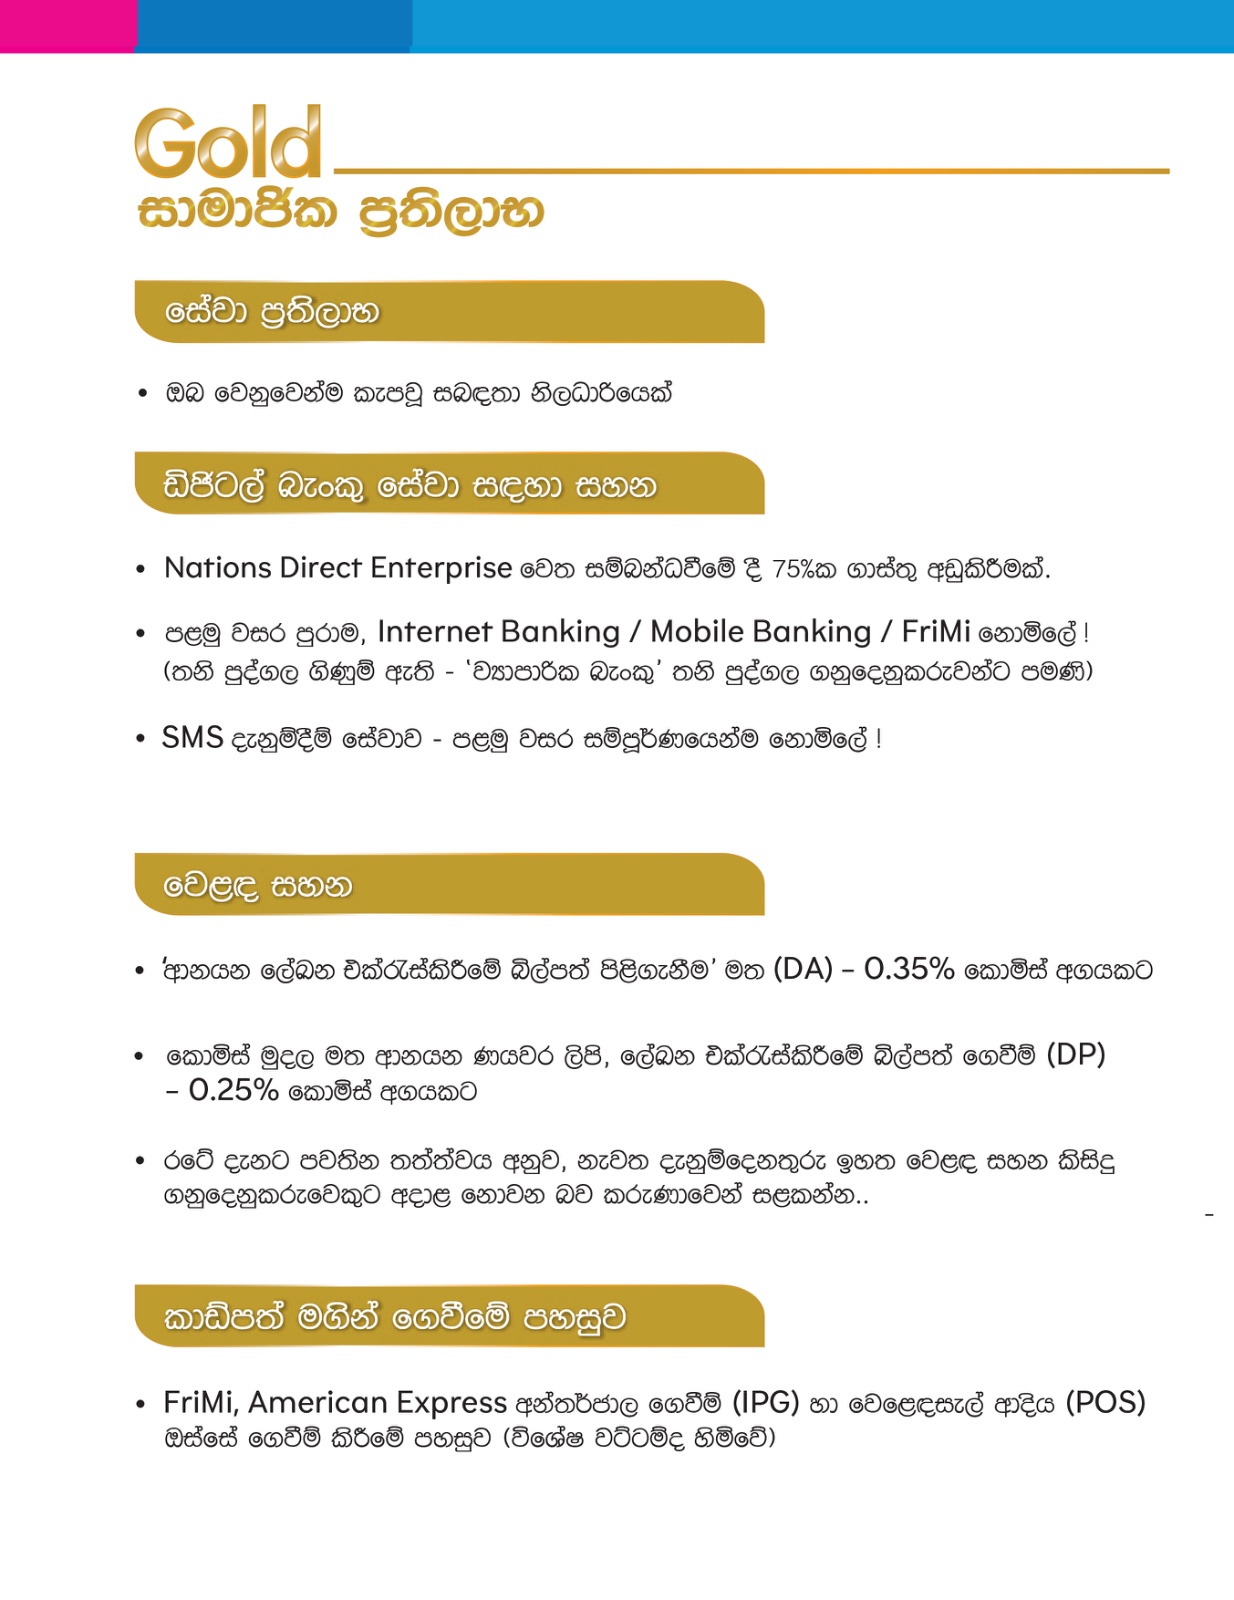 Gold
සාමාජික ප්‍රතිලාභ
සේවා ප්‍රතිලාභ
• ඔබ වෙනුවෙන්ම කැපවූ සබඳතා නිලධාරියෙක්
ඩිජිටල් බැංකු සේවා සඳහා සහන
• Nations Direct Enterprise වෙත සම්බන්ධවීමේ දී 75%ක ගාස්තු අඩුකිරීමක්.
• පළමු වසර පුරාම, Internet Banking / Mobile Banking / FriMi නොමිලේ !
(තනි පුද්ගල ගිණුම් ඇති - ‘ව්‍යාපාරික බැංකු’ තනි පුද්ගල ගනුදෙනුකරුවන්ට පමණි)
• SMS දැනුම්දීම් සේවාව - පළමු වසර සම්පූර්ණයෙන්ම නොමිලේ !
වෙළඳ සහන
• ‘ආනයන ලේඛන එක්රැස්කිරීමේ බිල්පත් පිළිගැනීම’ මත (DA) – 0.35% කොමිස් අගයකට
• කොමිස් මුදල මත ආනයන ණයවර ලිපි, ලේඛන එක්රැස්කිරීමේ බිල්පත් ගෙවීම් (DP)
– 0.25% කොමිස් අගයකට
• රටේ දැනට පවතින තත්ත්වය අනුව, නැවත දැනුම්දෙනතුරු ඉහත වෙළඳ සහන කිසිදු
ගනුදෙනුකරුවෙකුට අදාළ නොවන බව කරුණාවෙන් සළකන්න..
-
කාඩ්පත් මගින් ගෙවීමේ පහසුව
• FriMi, American Express අන්තර්ජාල ගෙවීම් (IPG) හා වෙළෙඳසැල් ආදිය (POS)
ඔස්සේ ගෙවීම් කිරීමේ පහසුව (විශේෂ වට්ටම්ද හිමිවේ)